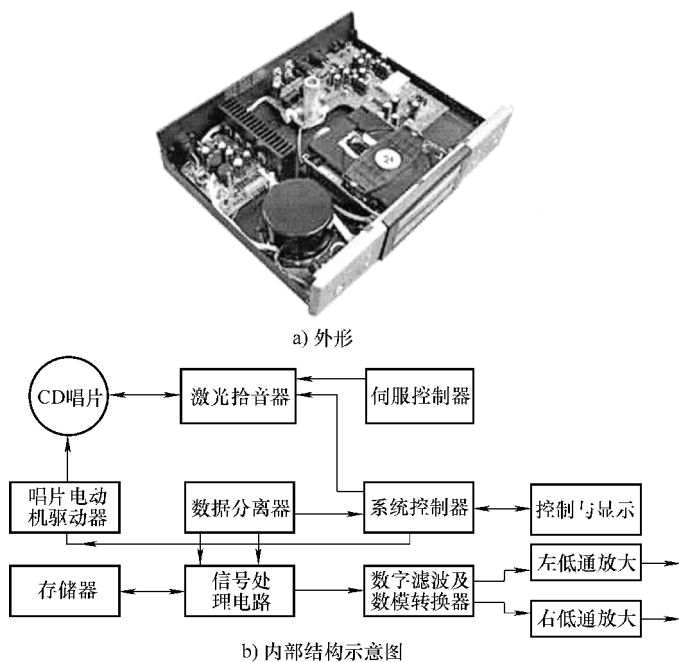 a) 外形
CD唱片
激光拾音器
伺服控制器
唱片电动
机驱动器
数据分离器
系统控制器
控制与显示
存储器
信号处
理电路
数字滤波及
数模转换器
左低通放大
右低通放大
b) 内部结构示意图